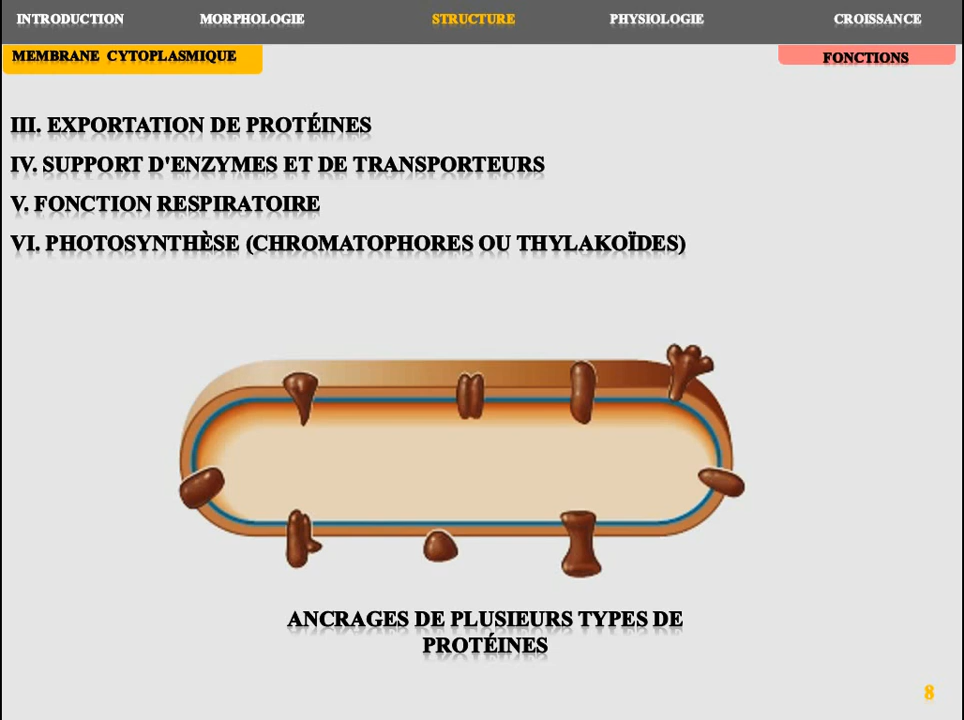 INTRODUCTION MORPHOLOGIE STRUCTURE PHYSIOLOGIE CROISSANCE
MEMBRANE CYTOPLASMIQUE FONCTIONS
III. EXPORTATION DE PROTÉINES
IV. SUPPORT D'ENZYMES ET DE TRANSPORTEURS
V. FONCTION RESPIRATOIRE
VI. PHOTOSYNTHÈSE (CHROMATOPHORES OU THYLAKOÏDES)
ANCRAGES DE PLUSIEURS TYPES DE
PROTÉINES
8